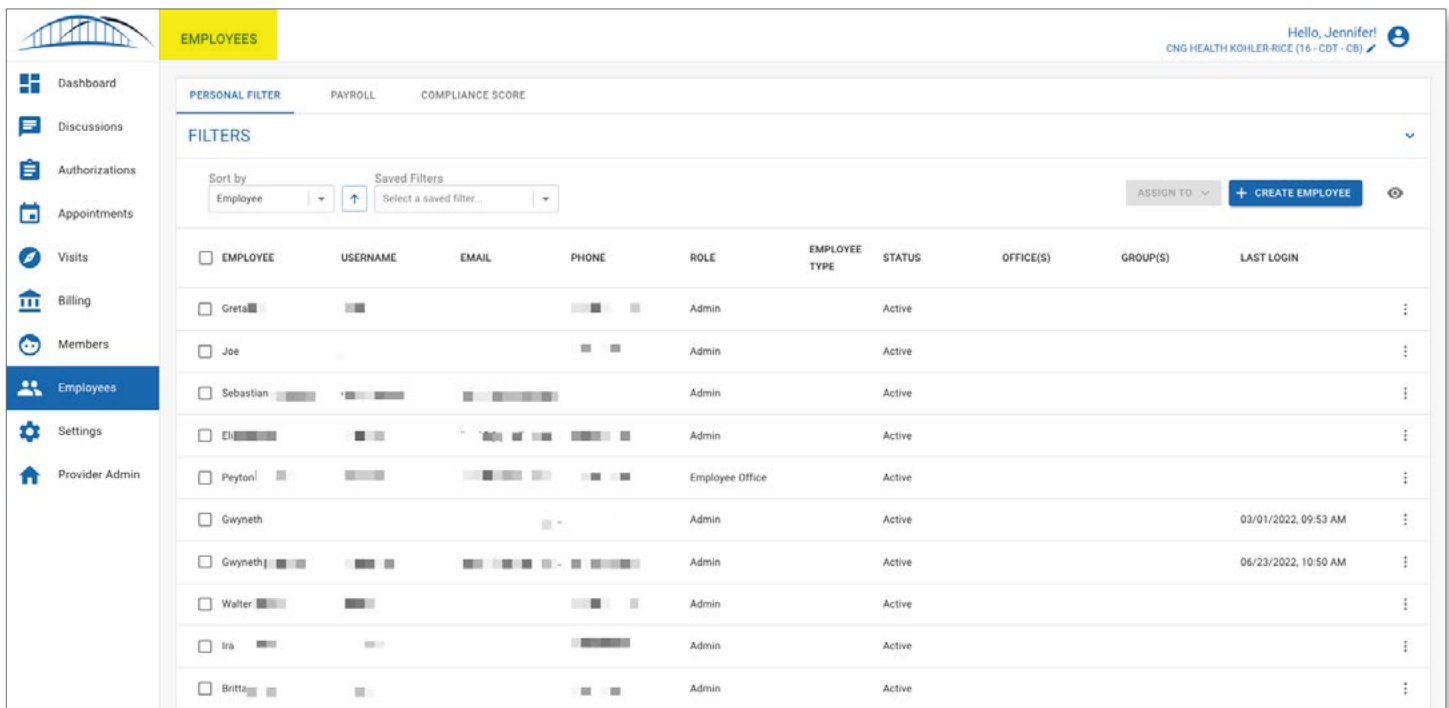 EMPLOYEES
Hello, Jennifer!
CNG HEALTH KOHLER-RICE (16 - CDT - CB)
Dashboard
Discussions
Authorizations
Appointments
Visits
Billing
Members
Employees
Settings
Provider Admin
PERSONAL FILTER PAYROLL COMPLIANCE SCORE
FILTERS
Sort by Saved Filters
Employee Select a saved filter... ASSIGN TO + CREATE EMPLOYEE
EMPLOYEE USERNAME EMAIL PHONE ROLE EMPLOYEE TYPE STATUS OFFICE(S) GROUP(S) LAST LOGIN
Greta Admin Active
Joe Admin Active
Sebastian Admin Active
Admin Active
Peyton Employee Office Active
Gwyneth Admin Active 03/01/2022, 09:53 AM
Gwyneth Admin Active 06/23/2022, 10:50 AM
Walter Admin Active
Ira Admin Active
Britta Admin Active